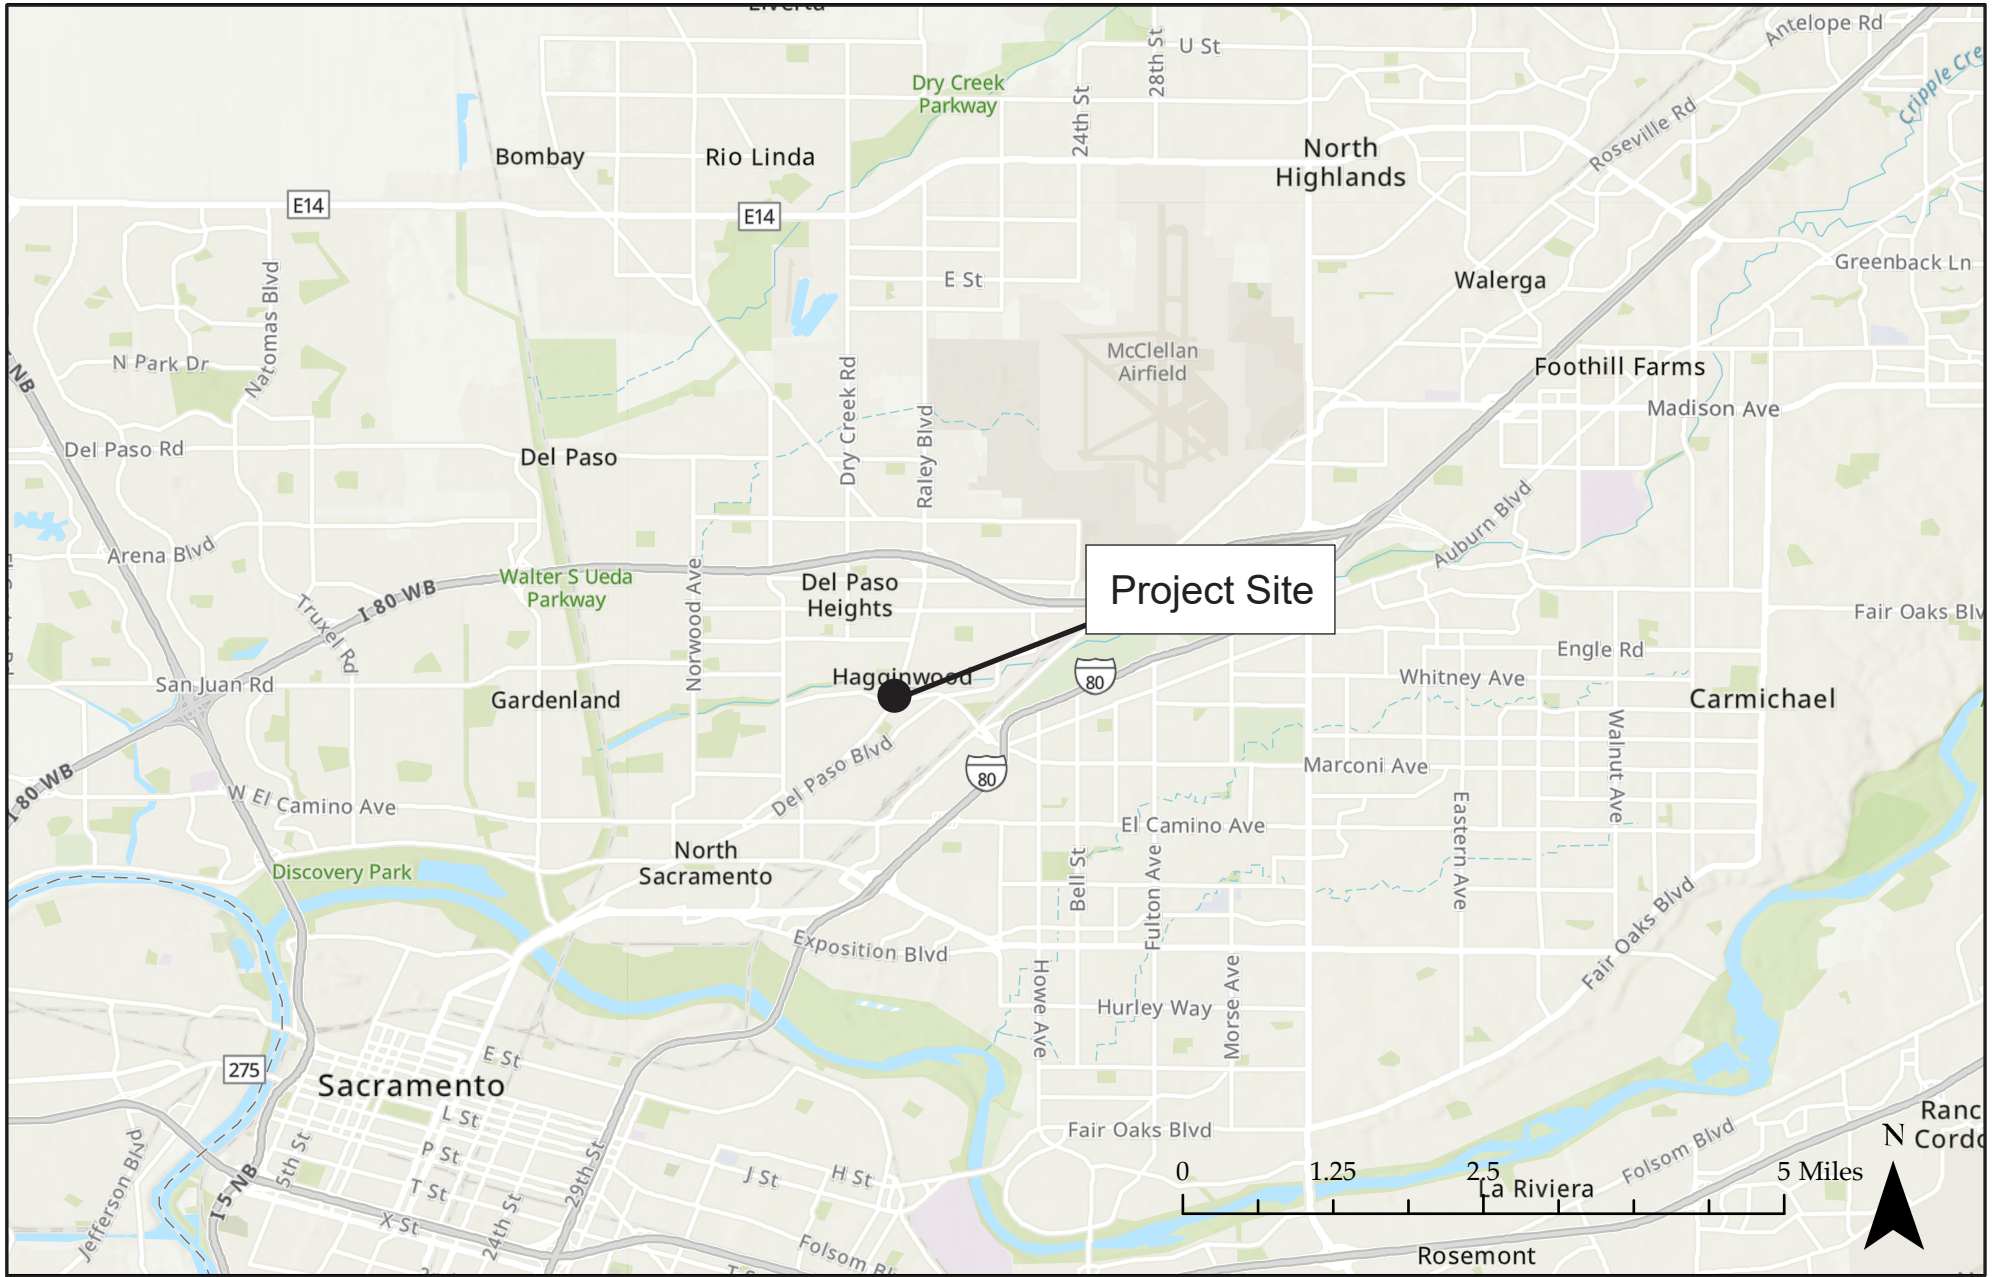 Elverta
Antelope Rd
U St
28th St
Dry Creek
Parkway
24th St
Cripple Cre
Roseville Rd
Bombay
Rio Linda
North
Highlands
E14
E14
Natomas Blvd
E St
Walerga
Greenback Ln
McClellan
Airfield
N Park Dr
NB
Foothill Farms
Dry Creek Rd
Madison Ave
Raley Blvd
Del Paso Rd
Del Paso
Auburn Blvd
Arena Blvd
Walter S Ueda
Parkway
I 80 WB
Norwood Ave
Del Paso
Heights
Project Site
Truxel Rd
Fair Oaks Blv
Engle Rd
Hagginwood
80
Whitney Ave
San Juan Rd
Gardenland
Carmichael
Walnut Ave
Del Paso Blvd
80
Marconi Ave
I 80 WB
W El Camino Ave
El Camino Ave
Eastern Ave
North
Sacramento
Discovery Park
Bell St
Fulton Ave
Fair Oaks Blvd
Exposition Blvd
Howe Ave
Morse Ave
Hurley Way
E St
275
Sacramento
L St
Fair Oaks Blvd
Ranc
Cordo
N
Jefferson Blvd
5th St
P St
J St
H St
29th St
Folsom Blvd
0
1.25
2.5
5 Miles
I 5 NB
T St
La Riviera
X St
24th St
Folsom Bl
Rosemont